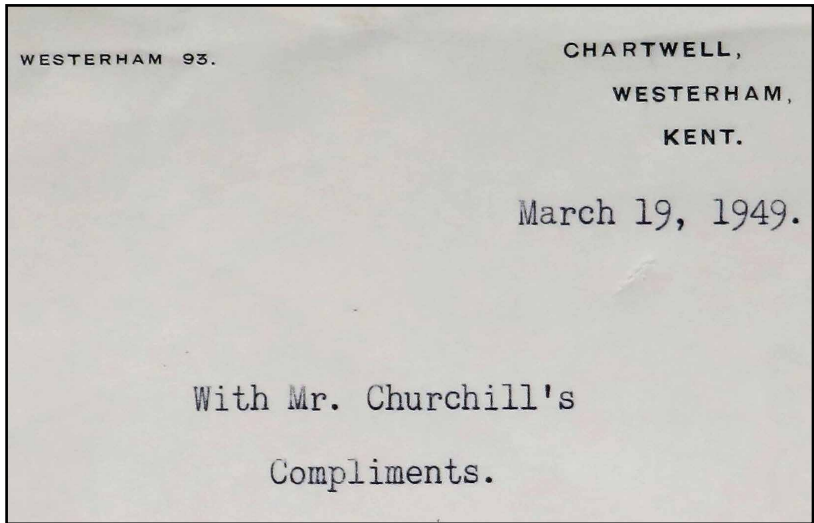 WESTERHAM 93.
CHARTWELL,
WESTERHAM,
KENT.
March 19, 1949.
With Mr. Churchill's
Compliments.